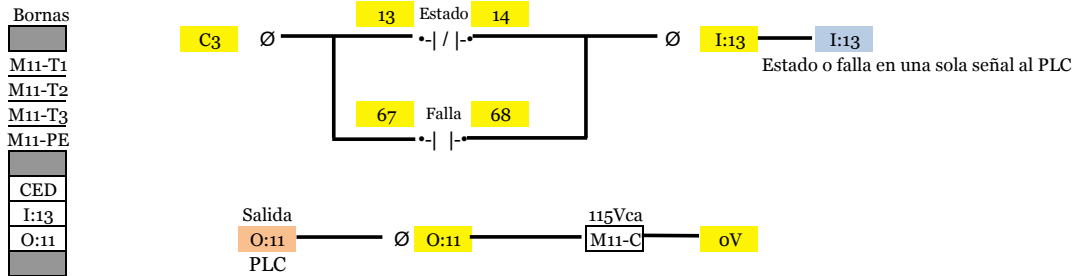 Bornas
M11-T1
M11-T2
M11-T3
M11-PE
CED
I:13
O:11
13 Estado 14
C3 Ø •-| / |-• Ø I:13 I:13
Estado o falla en una sola señal al PLC
67 Falla 68
•-| |-•
Salida 115Vca
O:11 Ø O:11 M11-C 0V
PLC